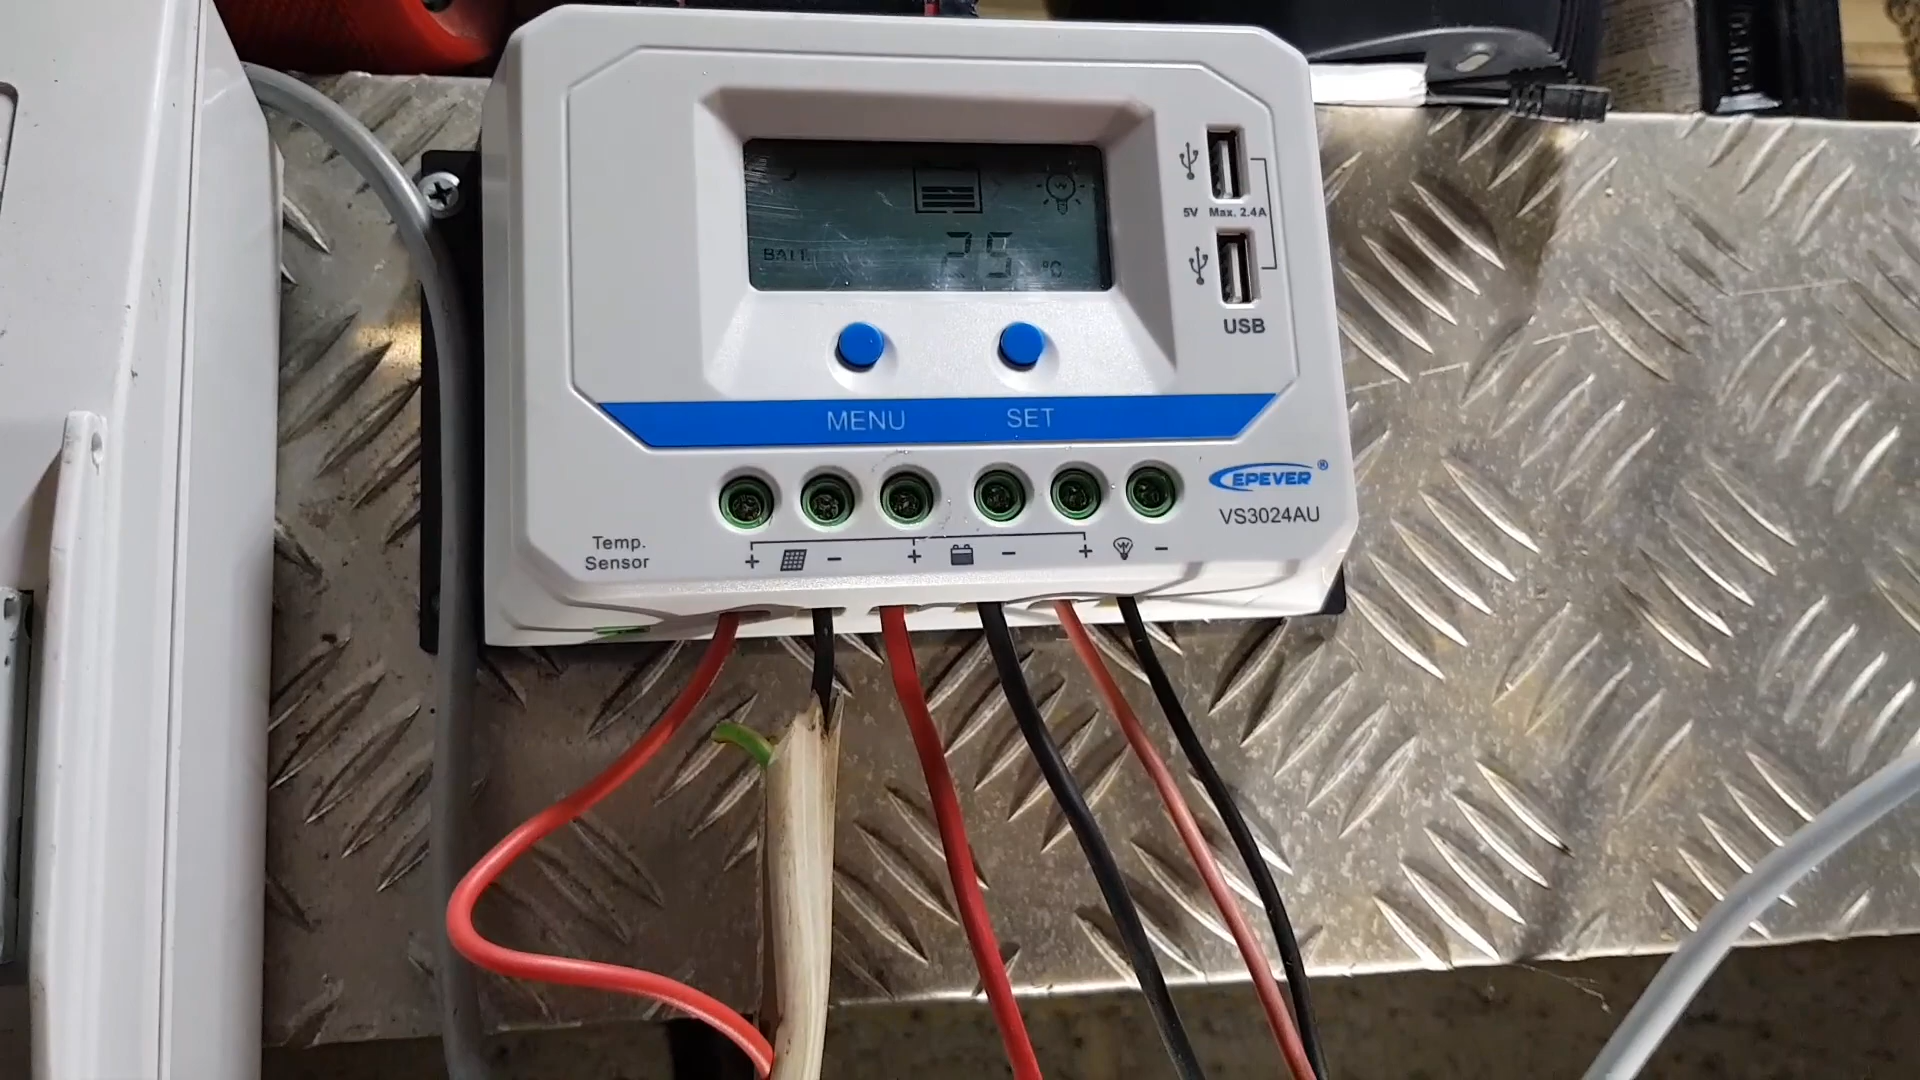 BATT
25 °C
5V Max. 2.4A
USB
MENU SET
EPEVER®
VS3024AU
Temp.
Sensor
+ − + − + −